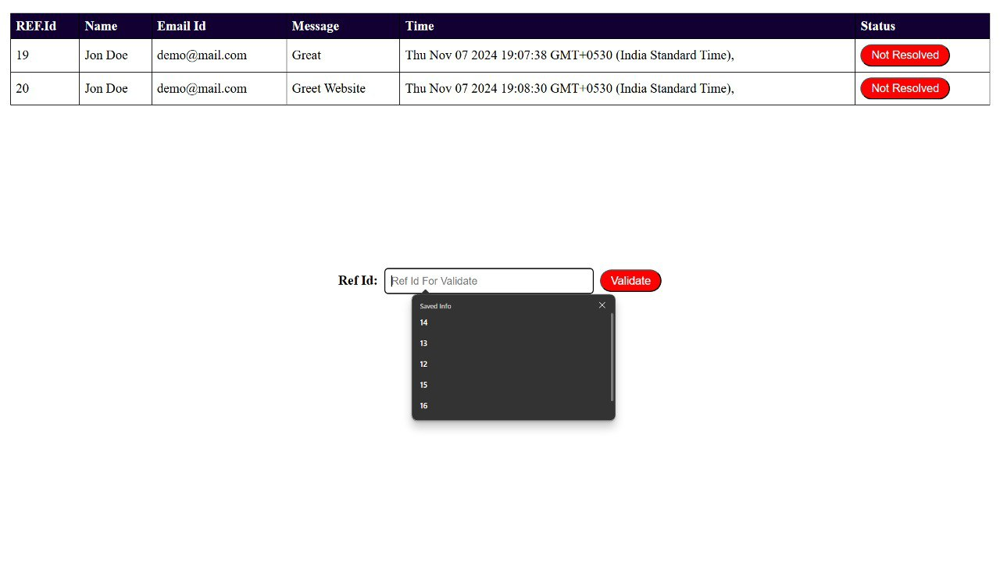 REF.Id Name Email Id Message Time Status
19 Jon Doe demo@mail.com Great Thu Nov 07 2024 19:07:38 GMT+0530 (India Standard Time), Not Resolved
20 Jon Doe demo@mail.com Greet Website Thu Nov 07 2024 19:08:30 GMT+0530 (India Standard Time), Not Resolved
Ref Id: Ref Id For Validate Validate
Saved Info
14
13
12
15
16